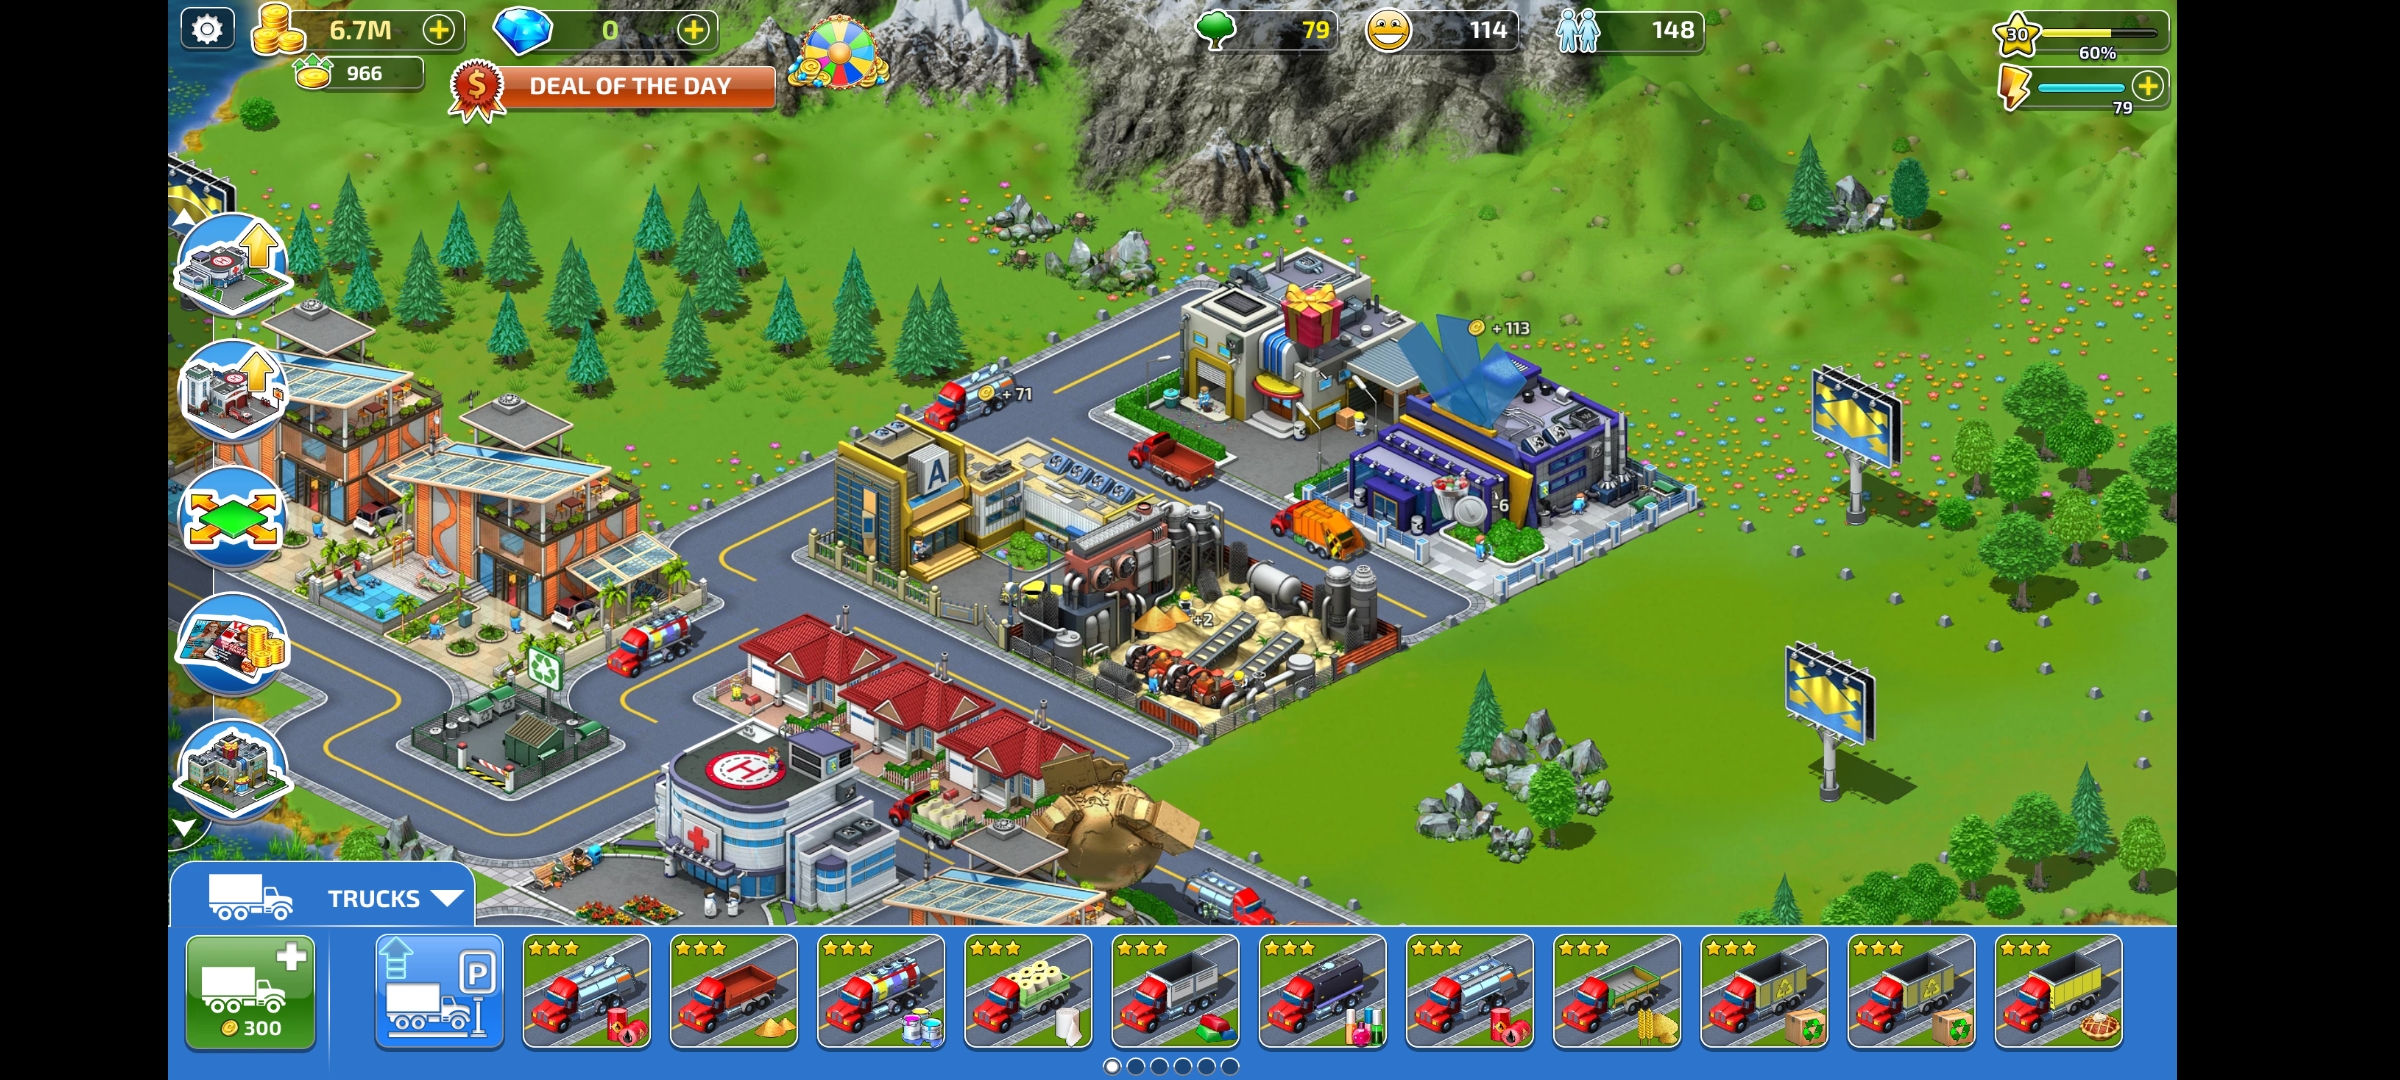 6.7M
0
79
114
148
30
60%
966
DEAL OF THE DAY
79
+113
+71
A
-6
+2
H
TRUCKS
300
P